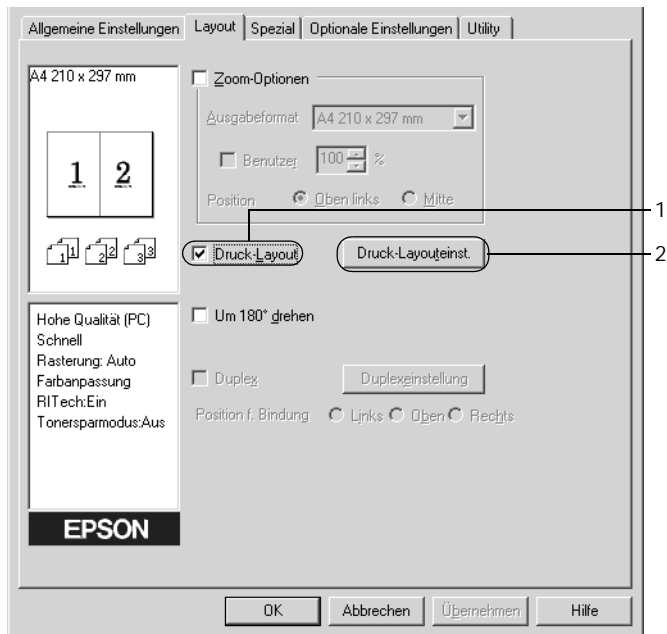 Allgemeine Einstellungen Layout Spezial Optionale Einstellungen Utility
A4 210 x 297 mm
1 2
1 1 2 2 3 3
Zoom-Optionen
Ausgabeformat A4 210 x 297 mm
Benutzer 100 %
Position Oben links Mitte
1
Druck-Layout Druck-Layouteinst.
2
Um 180° drehen
Duplex Duplexeinstellung
Position f. Bindung Links Oben Rechts
Hohe Qualität (PC)
Schnell
Rasterung: Auto
Farbanpassung
RITech:Ein
Tonersparmodus:Aus
EPSON
OK Abbrechen Übernehmen Hilfe